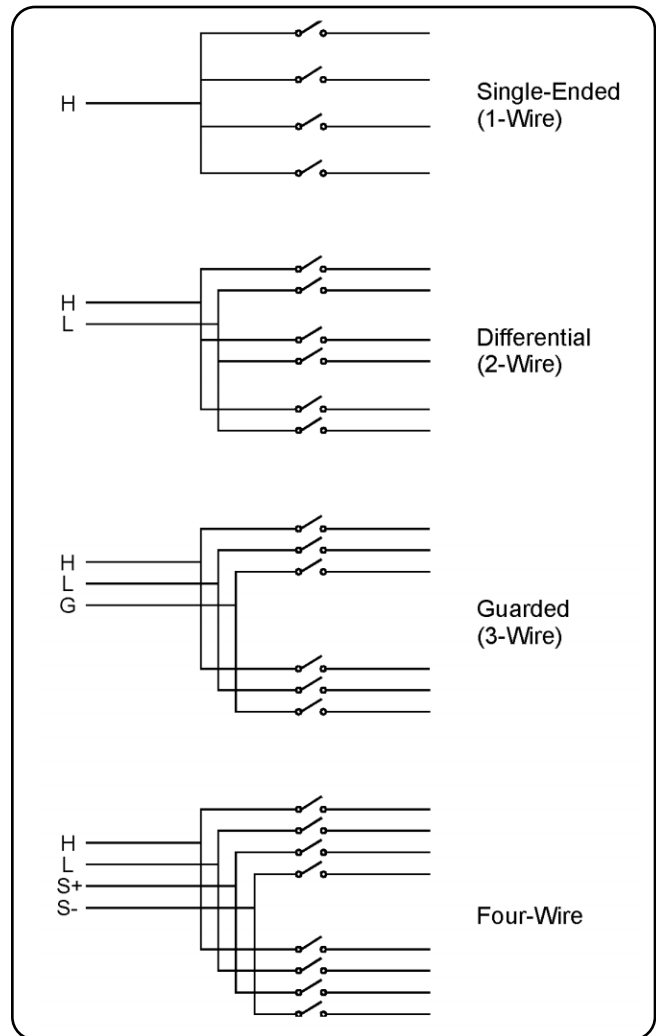 H
Single-Ended
(1-Wire)
H
L
Differential
(2-Wire)
H
L
G
Guarded
(3-Wire)
H
L
S+
S-
Four-Wire